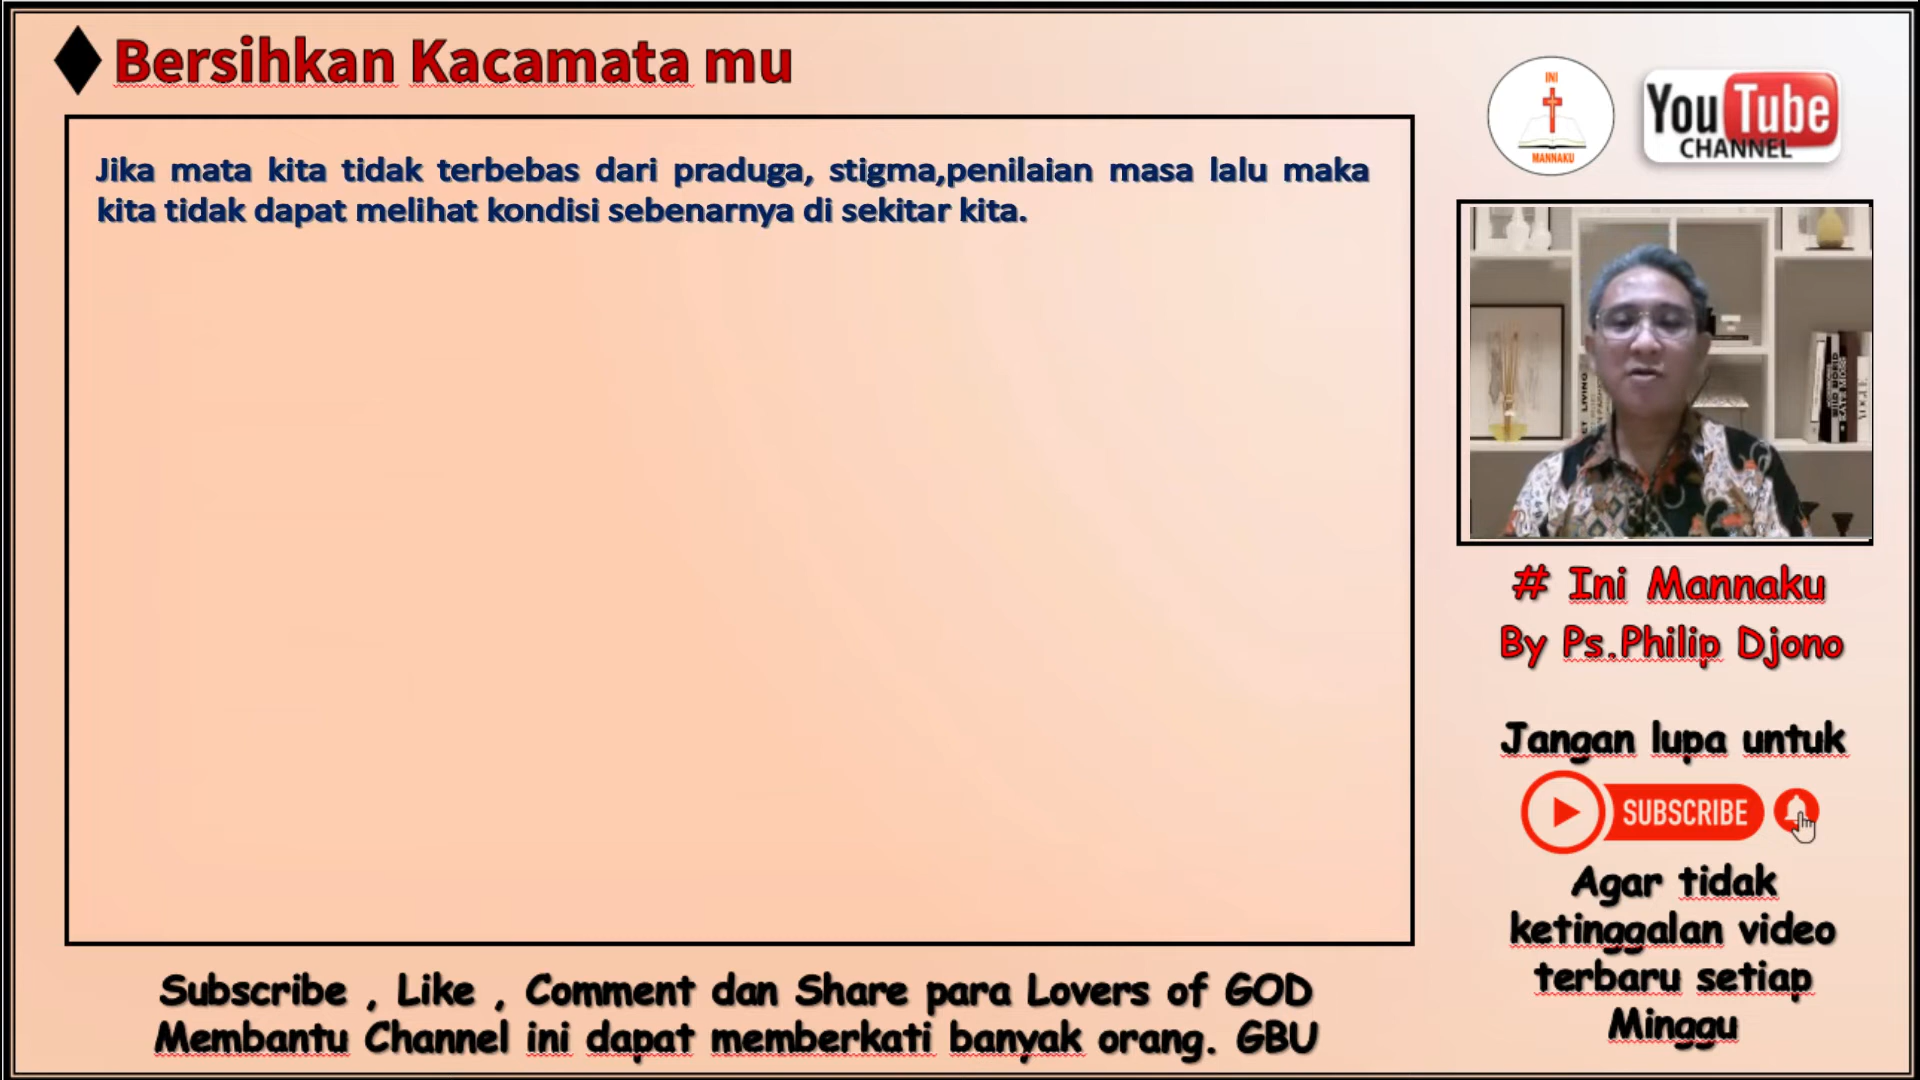 Bersihkan Kacamata mu
Jika mata kita tidak terbebas dari praduga, stigma,penilaian masa lalu maka
kita tidak dapat melihat kondisi sebenarnya di sekitar kita.
INI
MANNAKU
YouTube
CHANNEL
# Ini Mannaku
By Ps.Philip Djono
Jangan lupa untuk
SUBSCRIBE
Agar tidak
ketinggalan video
terbaru setiap
Minggu
Subscribe , Like , Comment dan Share para Lovers of GOD
Membantu Channel ini dapat memberkati banyak orang. GBU